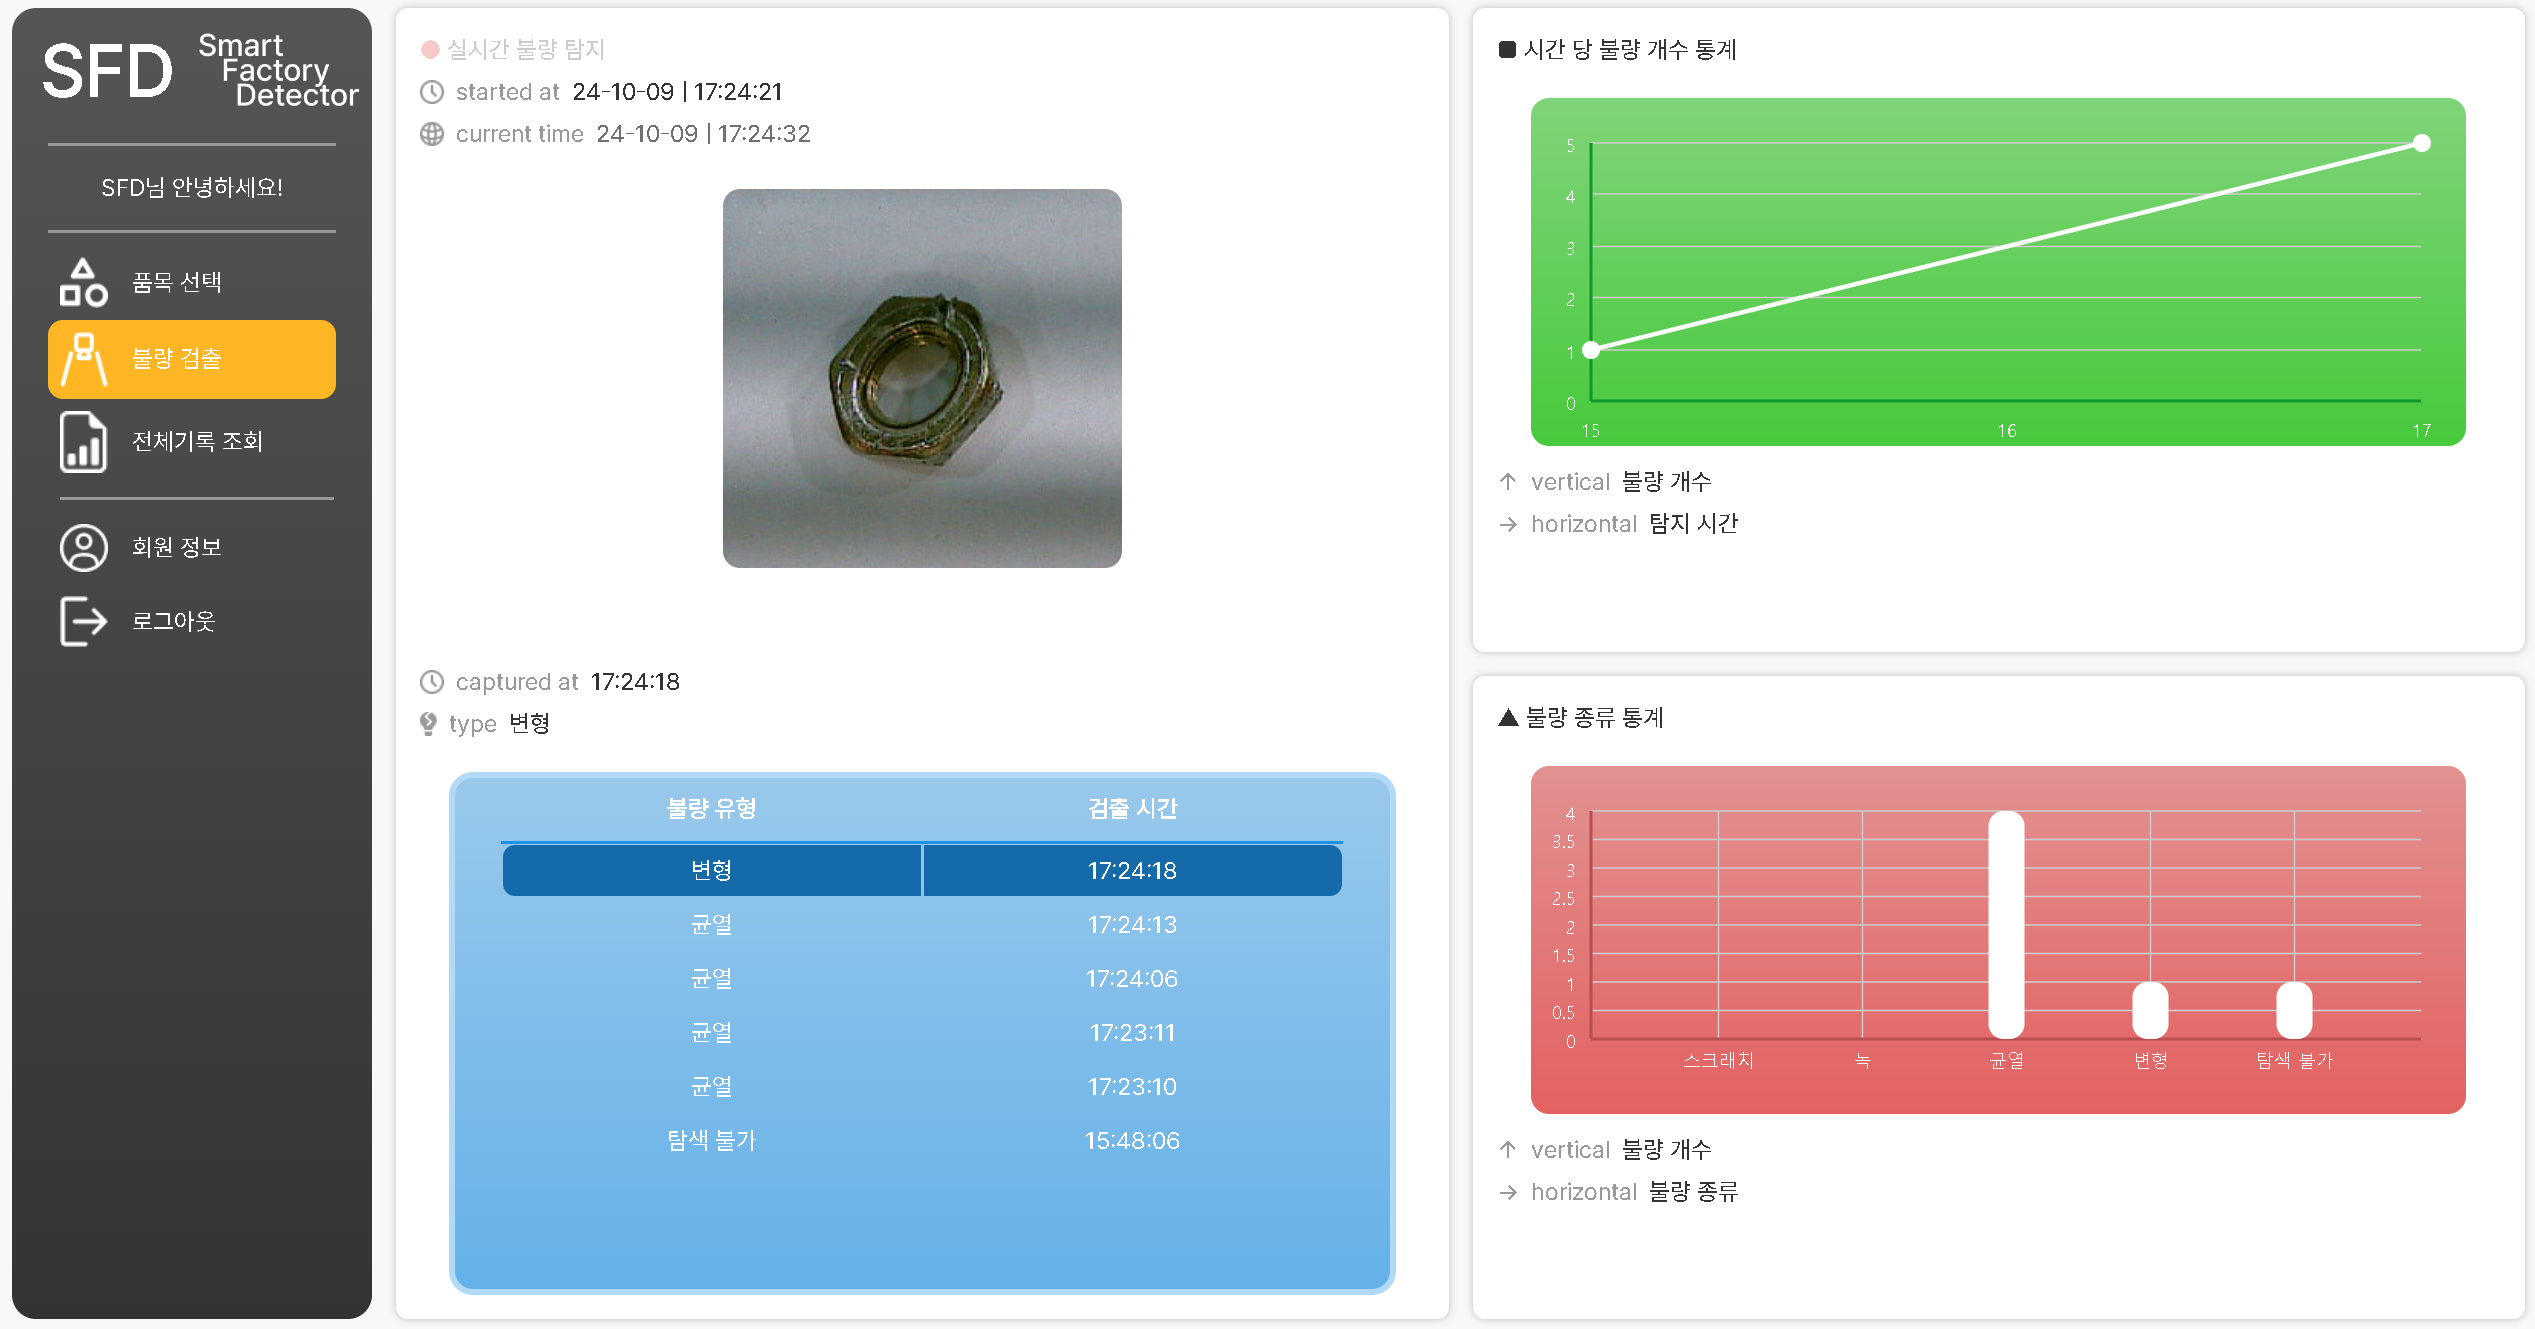 SFD
Smart
Factory
Detector
SFD님 안녕하세요!
품목 선택
불량 검출
전체기록 조회
회원 정보
로그아웃
실시간 불량 탐지
started at 24-10-09 | 17:24:21
current time 24-10-09 | 17:24:32
captured at 17:24:18
type 변형
불량 유형 검출 시간
변형 17:24:18
균열 17:24:13
균열 17:24:06
균열 17:23:11
균열 17:23:10
탐색 불가 15:48:06
■ 시간 당 불량 개수 통계
5
4
3
2
1
0
15 16 17
↑ vertical 불량 개수
→ horizontal 탐지 시간
▲ 불량 종류 통계
4
3.5
3
2.5
2
1.5
1
0.5
0
스크래치 녹 균열 변형 탐색 불가
↑ vertical 불량 개수
→ horizontal 불량 종류